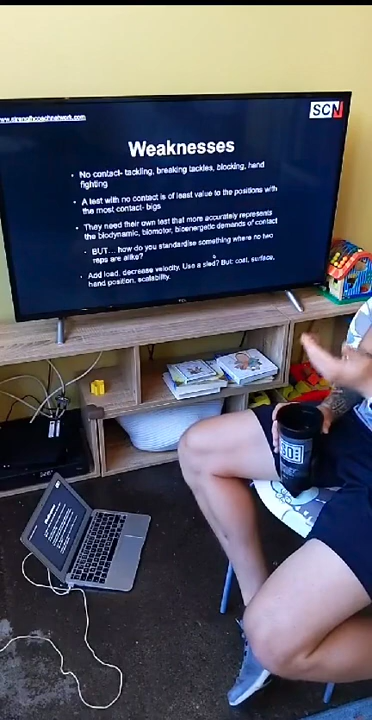 www.strengthcoachnetwork.com
SCN
Weaknesses
• No contact- tackling, breaking tackles, blocking, hand
fighting
• A test with no contact is of least value to the positions with
the most contact- bigs
• They need their own test that more accurately represents
the biodynamic, biomotor, bioenergetic demands of contact
• BUT... how do you standardise something where no two
reps are alike?
• Add load, decrease velocity. Use a sled? But: cost, surface,
hand position, scalability.
TCL